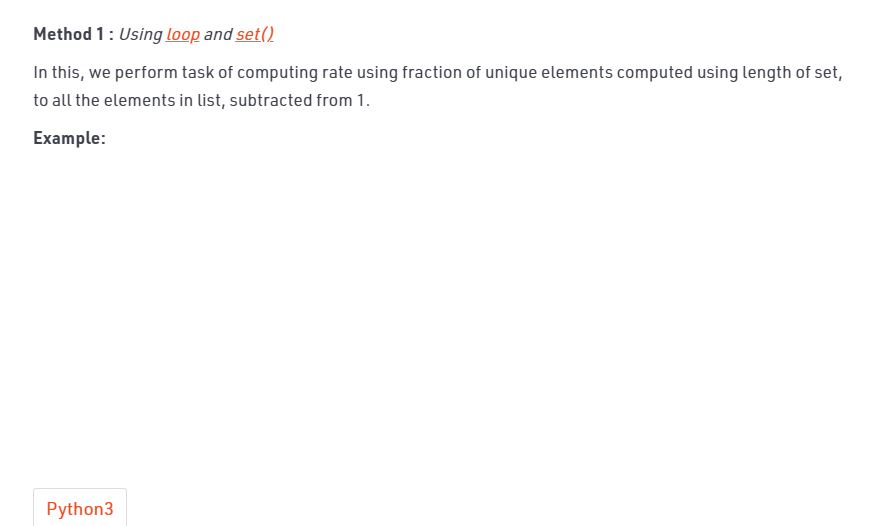 Method 1 : Using loop and set()
In this, we perform task of computing rate using fraction of unique elements computed using length of set,
to all the elements in list, subtracted from 1.
Example:
Python3